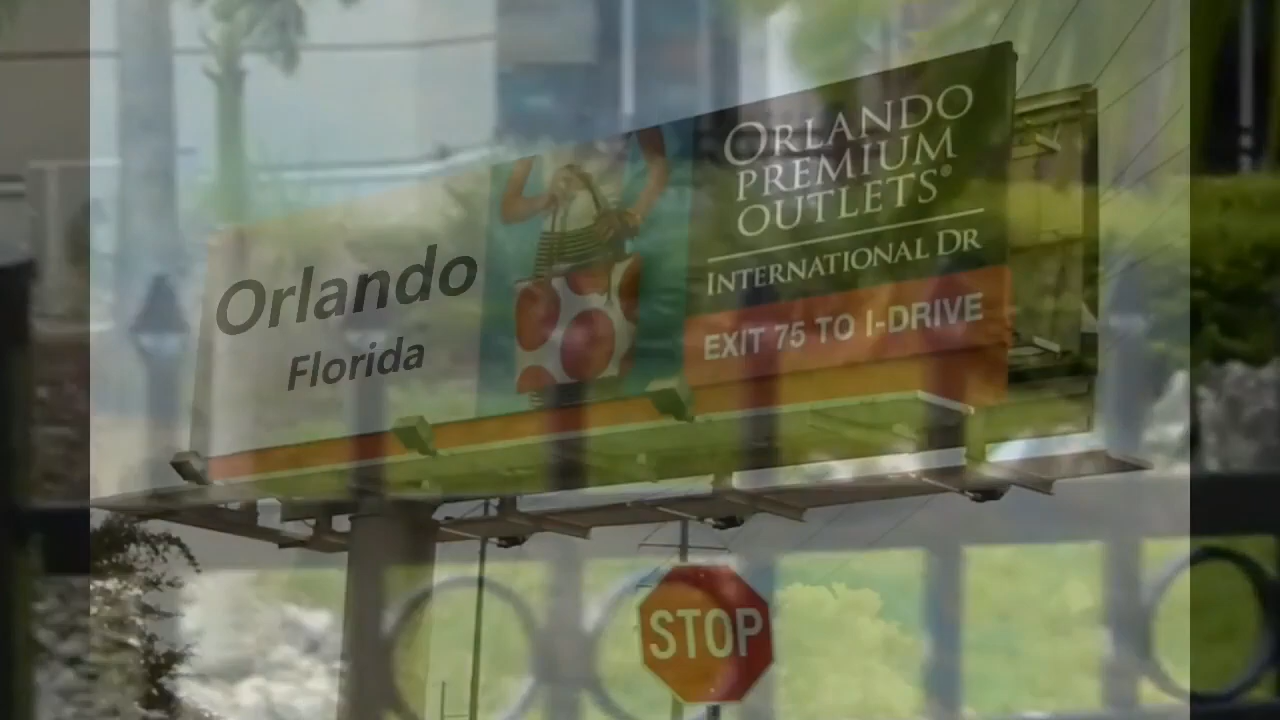 Orlando
Florida
ORLANDO
PREMIUM
OUTLETS®
INTERNATIONAL DR
EXIT 75 TO I-DRIVE
STOP